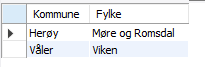 Kommune Fylke
Herøy Møre og Romsdal
Våler Viken